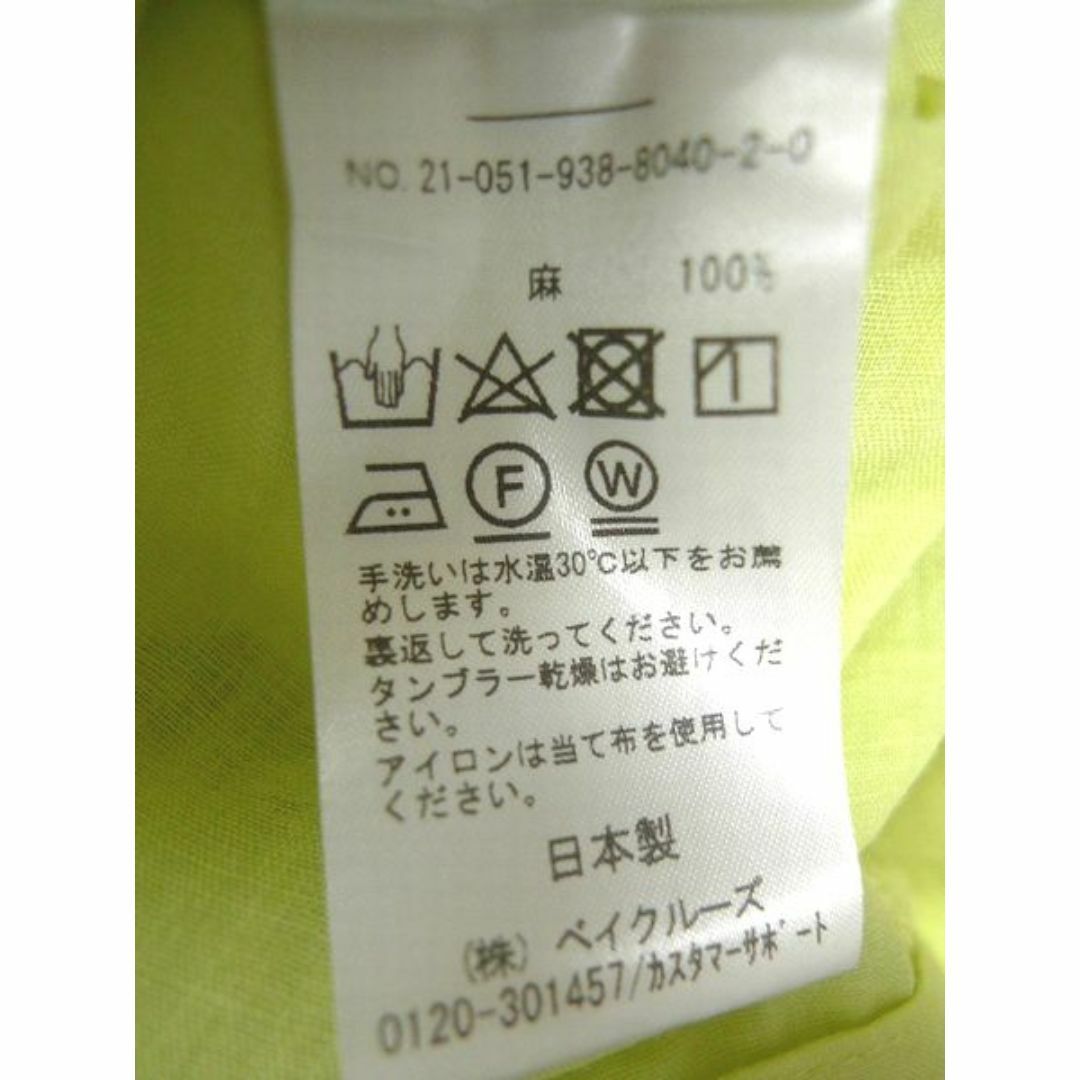 NO. 21-051-938-8040-2-0
麻 100%
F W
手洗いは水温30℃以下をお薦
めします。
裏返して洗ってください。
タンブラー乾燥はお避けくだ
さい。
アイロンは当て布を使用して
ください。
日本製
(株) ベイクルーズ
0120-301457/カスタマーサポート